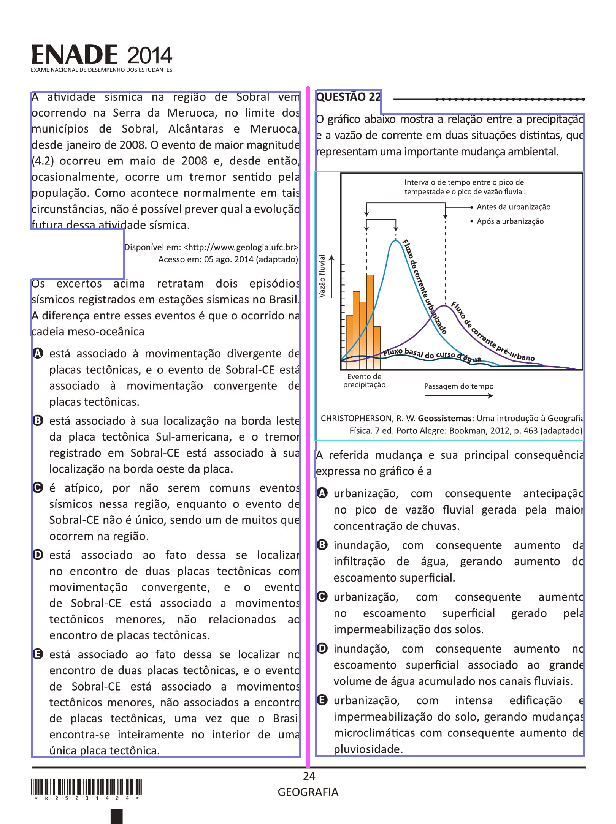 ENADE 2014
EXAME NACIONAL DE DESEMPENHO DOS ESTUDANTES
A atividade sísmica na região de Sobral vem
ocorrendo na Serra da Meruoca, no limite dos
municípios de Sobral, Alcântaras e Meruoca,
desde janeiro de 2008. O evento de maior magnitude
(4.2) ocorreu em maio de 2008 e, desde então,
ocasionalmente, ocorre um tremor sentido pela
população. Como acontece normalmente em tais
circunstâncias, não é possível prever qual a evolução
futura dessa atividade sísmica.
Disponível em: <http://www.geologia.ufc.br>
Acesso em: 05 ago. 2014 (adaptado)
Os excertos acima retratam dois episódios
sísmicos registrados em estações sísmicas no Brasil.
A diferença entre esses eventos é que o ocorrido na
cadeia meso-oceânica
A está associado à movimentação divergente de
placas tectônicas, e o evento de Sobral-CE está
associado à movimentação convergente de
placas tectônicas.
B está associado à sua localização na borda leste
da placa tectônica Sul-americana, e o tremor
registrado em Sobral-CE está associado à sua
localização na borda oeste da placa.
C é atípico, por não serem comuns eventos
sísmicos nessa região, enquanto o evento de
Sobral-CE não é único, sendo um de muitos que
ocorrem na região.
D está associado ao fato dessa se localizar
no encontro de duas placas tectônicas com
movimentação convergente, e o evento
de Sobral-CE está associado a movimentos
tectônicos menores, não relacionados ao
encontro de placas tectônicas.
E está associado ao fato dessa se localizar no
encontro de duas placas tectônicas, e o evento
de Sobral-CE está associado a movimentos
tectônicos menores, não associados a encontro
de placas tectônicas, uma vez que o Brasil
encontra-se inteiramente no interior de uma
única placa tectônica.
QUESTÃO 22
O gráfico abaixo mostra a relação entre a precipitação
e a vazão de corrente em duas situações distintas, que
representam uma importante mudança ambiental.
Intervalo de tempo entre o pico de
tempestade e o pico de vazão fluvial.
• Antes da urbanização
• Após a urbanização
Vazão fluvial
Fluxo de corrente urbanizado
Fluxo de corrente pré-urbano
Fluxo basal do curso d'água
Evento de
precipitação
Passagem do tempo
CHRISTOPHERSON, R. W. Geossistemas: Uma introdução à Geografia
Física. 7 ed. Porto Alegre: Bookman, 2012, p. 463 (adaptado)
A referida mudança e sua principal consequência
expressa no gráfico é a
A urbanização, com consequente antecipação
no pico de vazão fluvial gerada pela maior
concentração de chuvas.
B inundação, com consequente aumento da
infiltração de água, gerando aumento do
escoamento superficial.
C urbanização, com consequente aumento
no escoamento superficial gerado pela
impermeabilização dos solos.
D inundação, com consequente aumento no
escoamento superficial associado ao grande
volume de água acumulado nos canais fluviais.
E urbanização, com intensa edificação e
impermeabilização do solo, gerando mudanças
microclimáticas com consequente aumento de
pluviosidade.
24
GEOGRAFIA